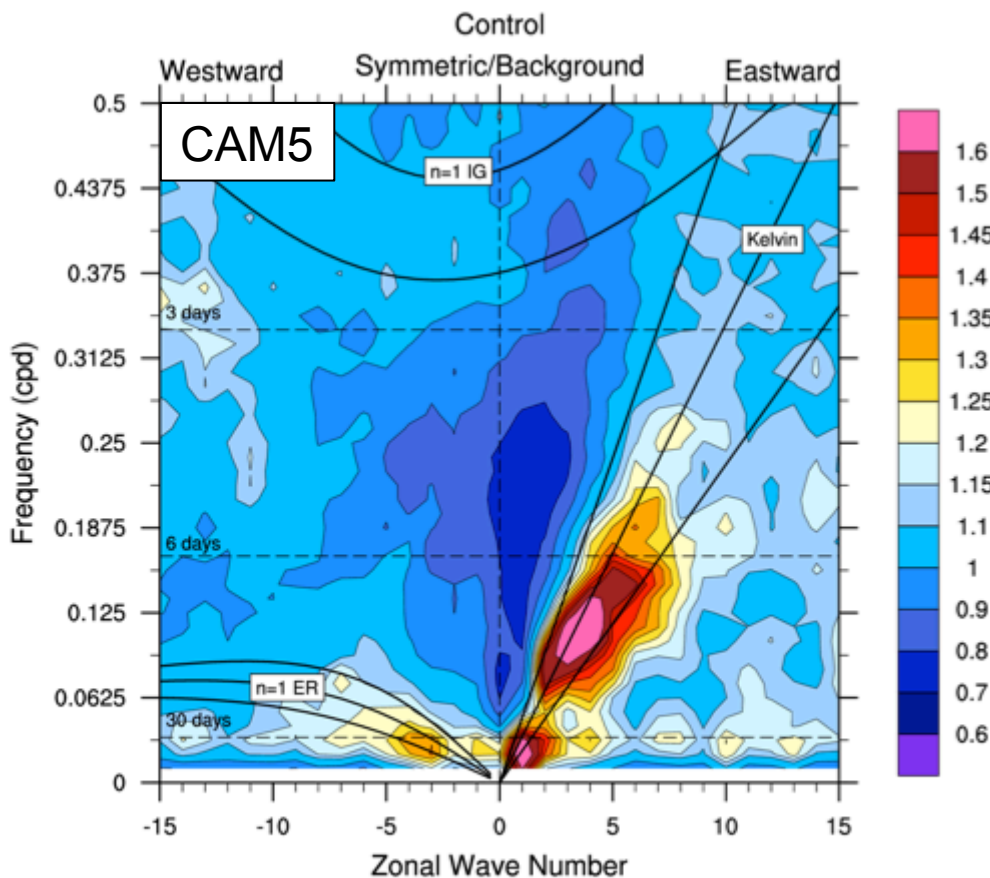 Control
Westward Symmetric/Background Eastward
CAM5
0.5
0.4375
0.375
0.3125
0.25
0.1875
0.125
0.0625
0
Frequency (cpd)
n=1 IG
Kelvin
3 days
6 days
n=1 ER
30 days
-15 -10 -5 0 5 10 15
Zonal Wave Number
1.6
1.5
1.45
1.4
1.35
1.3
1.25
1.2
1.15
1.1
1
0.9
0.8
0.7
0.6